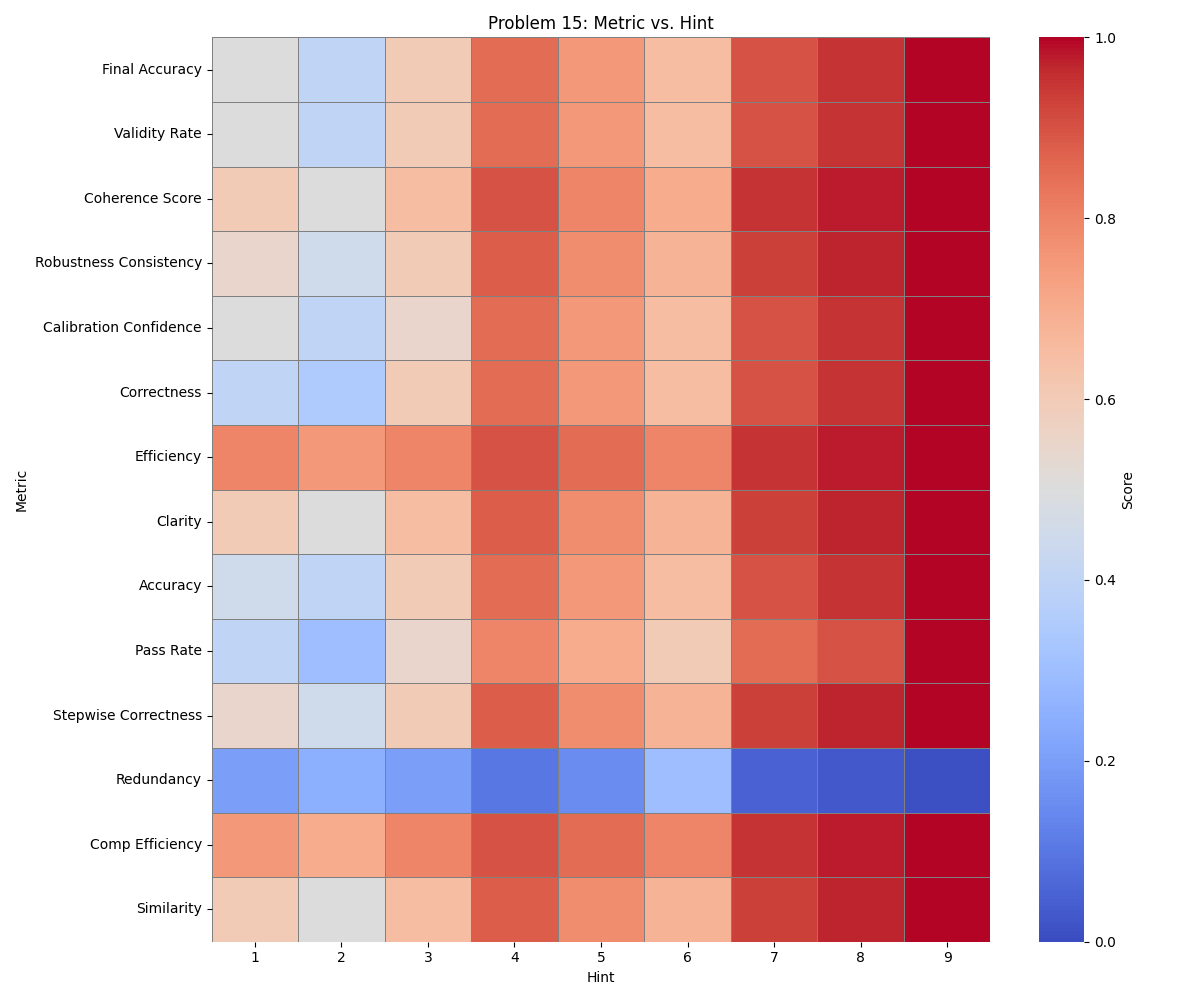 Problem 15: Metric vs. Hint
Final Accuracy
Validity Rate
Coherence Score
Robustness Consistency
Calibration Confidence
Correctness
Efficiency
Clarity
Accuracy
Pass Rate
Stepwise Correctness
Redundancy
Comp Efficiency
Similarity
Metric
1 2 3 4 5 6 7 8 9
Hint
1.0
0.8
0.6
0.4
0.2
0.0
Score